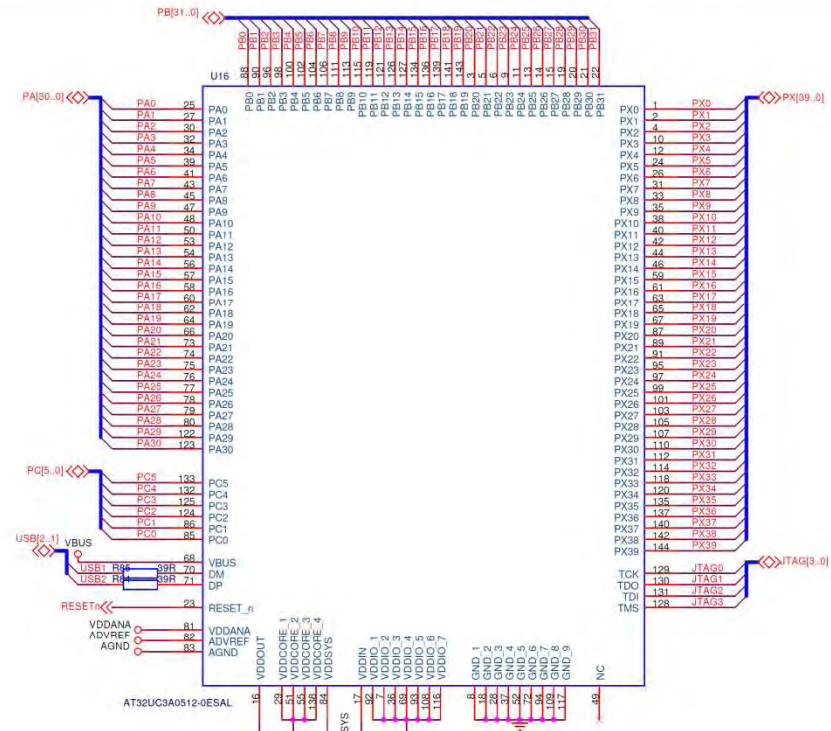 PB[31..0]
PB0 PB1 PB2 PB3 PB4 PB5 PB6 PB7 PB8 PB9 PB10 PB11 PB12 PB13 PB14 PB15 PB16 PB17 PB18 PB19 PB20 PB21 PB22 PB23 PB24 PB25 PB26 PB27 PB28 PB29 PB30 PB31
88 90 96 98 100 102 104 106 111 113 115 119 121 126 127 134 136 139 141 143 3 5 6 9 11 13 14 15 19 20 21 22
U16
PB0 PB1 PB2 PB3 PB4 PB5 PB6 PB7 PB8 PB9 PB10 PB11 PB12 PB13 PB14 PB15 PB16 PB17 PB18 PB19 PB20 PB21 PB22 PB23 PB24 PB25 PB26 PB27 PB28 PB29 PB30 PB31
PA[30..0]
PA0 25 PA0
PA1 27 PA1
PA2 30 PA2
PA3 32 PA3
PA4 34 PA4
PA5 39 PA5
PA6 41 PA6
PA7 43 PA7
PA8 45 PA8
PA9 47 PA9
PA10 48 PA10
PA11 50 PA11
PA12 53 PA12
PA13 54 PA13
PA14 56 PA14
PA15 57 PA15
PA16 58 PA16
PA17 60 PA17
PA18 62 PA18
PA19 64 PA19
PA20 66 PA20
PA21 73 PA21
PA22 74 PA22
PA23 75 PA23
PA24 76 PA24
PA25 77 PA25
PA26 78 PA26
PA27 79 PA27
PA28 80 PA28
PA29 122 PA29
PA30 123 PA30
PC[5..0]
PC5 133 PC5
PC4 132 PC4
PC3 125 PC3
PC2 124 PC2
PC1 86 PC1
PC0 85 PC0
USB[2..1]
VBUS 68 VBUS
USB1 R85 39R 70 DM
USB2 R84 39R 71 DP
RESETn 23 RESET_n
VDDANA 81 VDDANA
ADVREF 82 ADVREF
AGND 83 AGND
PX[39..0]
PX0 1 PX0
PX1 2 PX1
PX2 4 PX2
PX3 10 PX3
PX4 12 PX4
PX5 24 PX5
PX6 26 PX6
PX7 31 PX7
PX8 33 PX8
PX9 35 PX9
PX10 38 PX10
PX11 40 PX11
PX12 42 PX12
PX13 44 PX13
PX14 46 PX14
PX15 59 PX15
PX16 61 PX16
PX17 63 PX17
PX18 65 PX18
PX19 67 PX19
PX20 87 PX20
PX21 89 PX21
PX22 91 PX22
PX23 95 PX23
PX24 97 PX24
PX25 99 PX25
PX26 101 PX26
PX27 103 PX27
PX28 105 PX28
PX29 107 PX29
PX30 110 PX30
PX31 112 PX31
PX32 114 PX32
PX33 118 PX33
PX34 120 PX34
PX35 135 PX35
PX36 137 PX36
PX37 140 PX37
PX38 142 PX38
PX39 144 PX39
JTAG[3..0]
TCK 129 JTAG0
TDO 130 JTAG1
TDI 131 JTAG2
TMS 128 JTAG3
VDDOUT VDDCORE_1 VDDCORE_2 VDDCORE_3 VDDCORE_4 VDDSYS VDDIN VDDIO_1 VDDIO_2 VDDIO_3 VDDIO_4 VDDIO_5 VDDIO_6 VDDIO_7 GND_1 GND_2 GND_3 GND_4 GND_5 GND_6 GND_7 GND_8 GND_9 NC
16 29 51 55 138 84 17 92 7 36 69 93 108 116 8 18 28 37 52 72 94 109 117 49
AT32UC3A0512-0ESAL
SYS